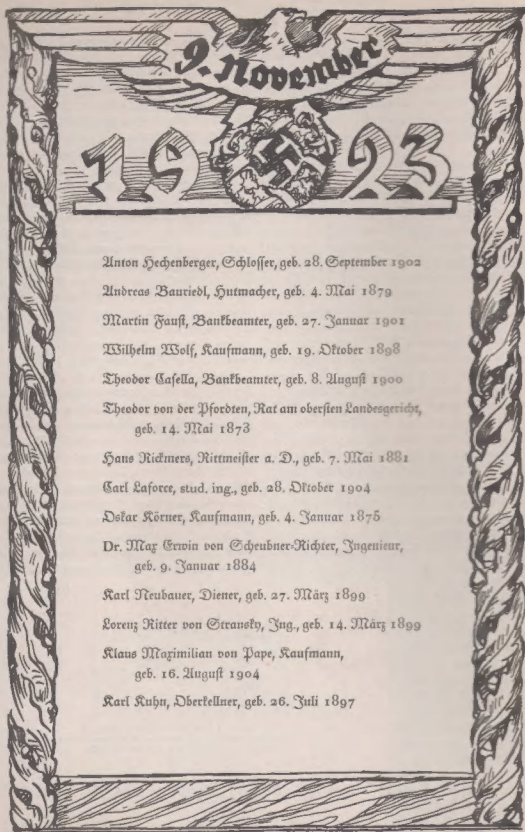 9. November
1923
Anton Hechenberger, Schlosser, geb. 28. September 1902
Andreas Bauriedl, Hutmacher, geb. 4. Mai 1879
Martin Faust, Bankbeamter, geb. 27. Januar 1901
Wilhelm Wolf, Kaufmann, geb. 19. Oktober 1898
Theodor Casella, Bankbeamter, geb. 8. August 1900
Theodor von der Pfordten, Rat am obersten Landesgericht,
geb. 14. Mai 1873
Hans Rickmers, Rittmeister a. D., geb. 7. Mai 1881
Carl Laforce, stud. ing., geb. 28. Oktober 1904
Oskar Körner, Kaufmann, geb. 4. Januar 1875
Dr. Max Erwin von Scheubner-Richter, Ingenieur,
geb. 9. Januar 1884
Karl Neubauer, Diener, geb. 27. März 1899
Lorenz Ritter von Stransky, Ing., geb. 14. März 1899
Klaus Maximilian von Pape, Kaufmann,
geb. 16. August 1904
Karl Kuhn, Oberkellner, geb. 26. Juli 1897